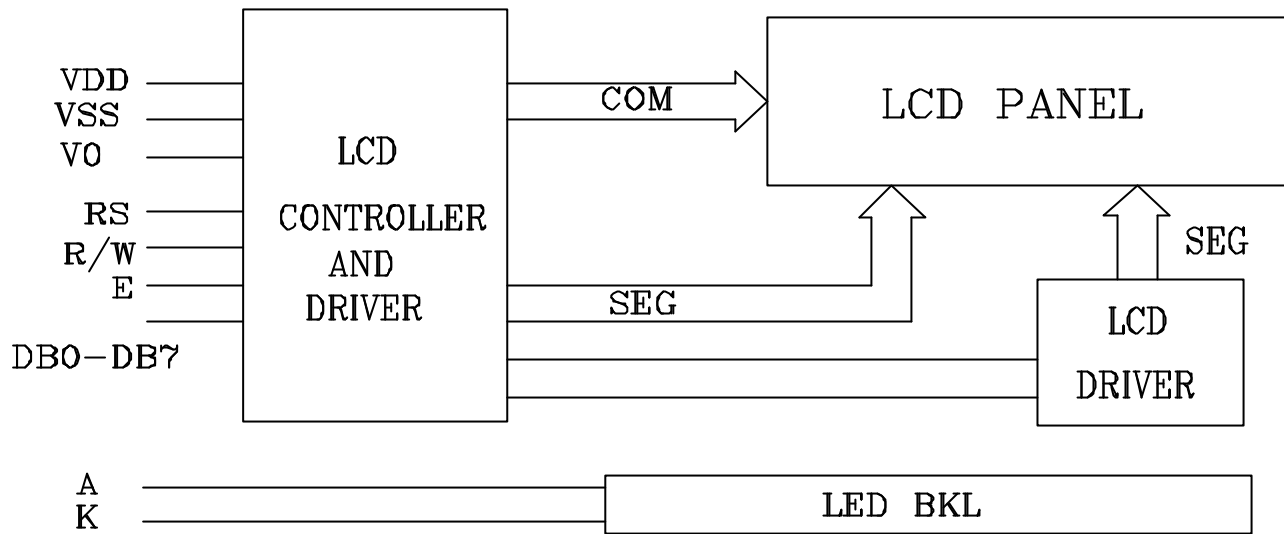 VDD
VSS
V0
RS
R/W
E
DB0-DB7
LCD
CONTROLLER
AND
DRIVER
COM
SEG
LCD PANEL
SEG
LCD
DRIVER
A
K
LED BKL